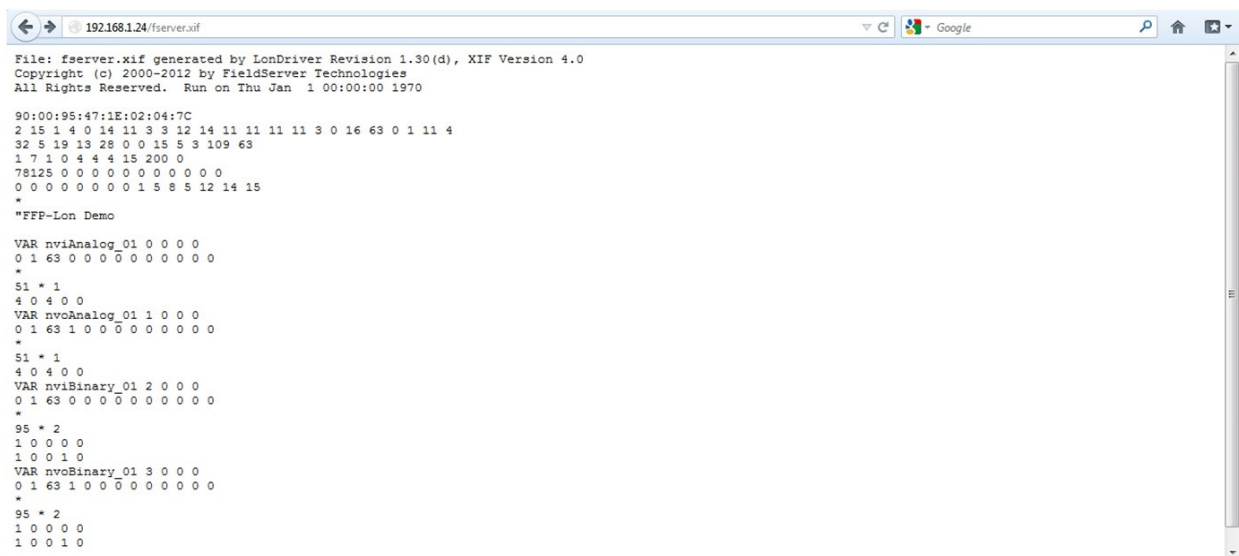 192.168.1.24/fserver.xif
Google
File: fserver.xif generated by LonDriver Revision 1.30(d), XIF Version 4.0
Copyright (c) 2000-2012 by FieldServer Technologies
All Rights Reserved.  Run on Thu Jan  1 00:00:00 1970
90:00:95:47:1E:02:04:7C
2 15 1 4 0 14 11 3 3 12 14 11 11 11 11 3 0 16 63 0 1 11 4
32 5 19 13 28 0 0 15 5 3 109 63
1 7 1 0 4 4 4 15 200 0
78125 0 0 0 0 0 0 0 0 0 0 0
0 0 0 0 0 0 0 0 1 5 8 5 12 14 15
*
"FFP-Lon Demo
VAR nviAnalog_01 0 0 0 0
0 1 63 0 0 0 0 0 0 0 0 0 0
*
51 * 1
4 0 4 0 0
VAR nvoAnalog_01 1 0 0 0
0 1 63 1 0 0 0 0 0 0 0 0 0
*
51 * 1
4 0 4 0 0
VAR nviBinary_01 2 0 0 0
0 1 63 0 0 0 0 0 0 0 0 0 0
*
95 * 2
1 0 0 0 0
1 0 0 1 0
VAR nvoBinary_01 3 0 0 0
0 1 63 1 0 0 0 0 0 0 0 0 0
*
95 * 2
1 0 0 0 0
1 0 0 1 0